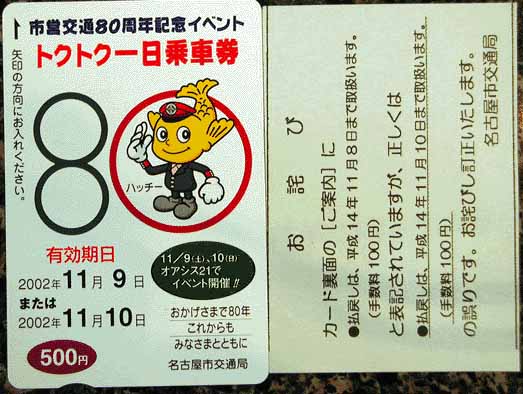 市営交通80周年記念イベント
トクトク一日乗車券
↑矢印の方向にお入れください。
80
ハッチー
有効期日
2002年11月 9日
または
2002年11月10日
500円
11/9(土)、10(日)
オアシス21で
イベント開催!!
おかげさまで80年
これからも
みなさまとともに
名古屋市交通局
お詫び
カード裏面の[ご案内]に
●払戻しは、平成14年11月8日まで取扱います。
(手数料100円)
と表記されていますが、正しくは
●払戻しは、平成14年11月10日まで取扱います。
(手数料100円)
の誤りです。お詫びし訂正いたします。
名古屋市交通局